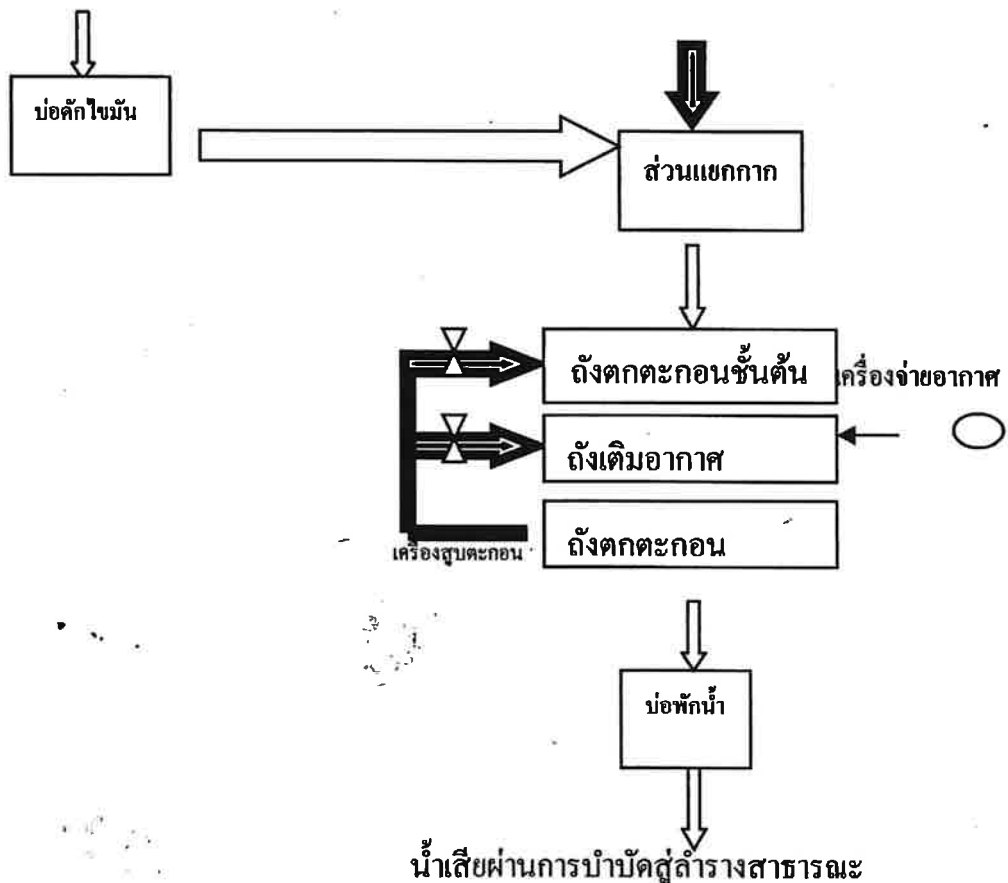 บ่อดักไขมัน
ส่วนแยกกาก
ถังตกตะกอนชั้นต้น
เครื่องจ่ายอากาศ
ถังเติมอากาศ
ถังตกตะกอน
เครื่องสูบตะกอน
บ่อพักน้ำ
น้ำเสียผ่านการบำบัดสู่ลำรางสาธารณะ